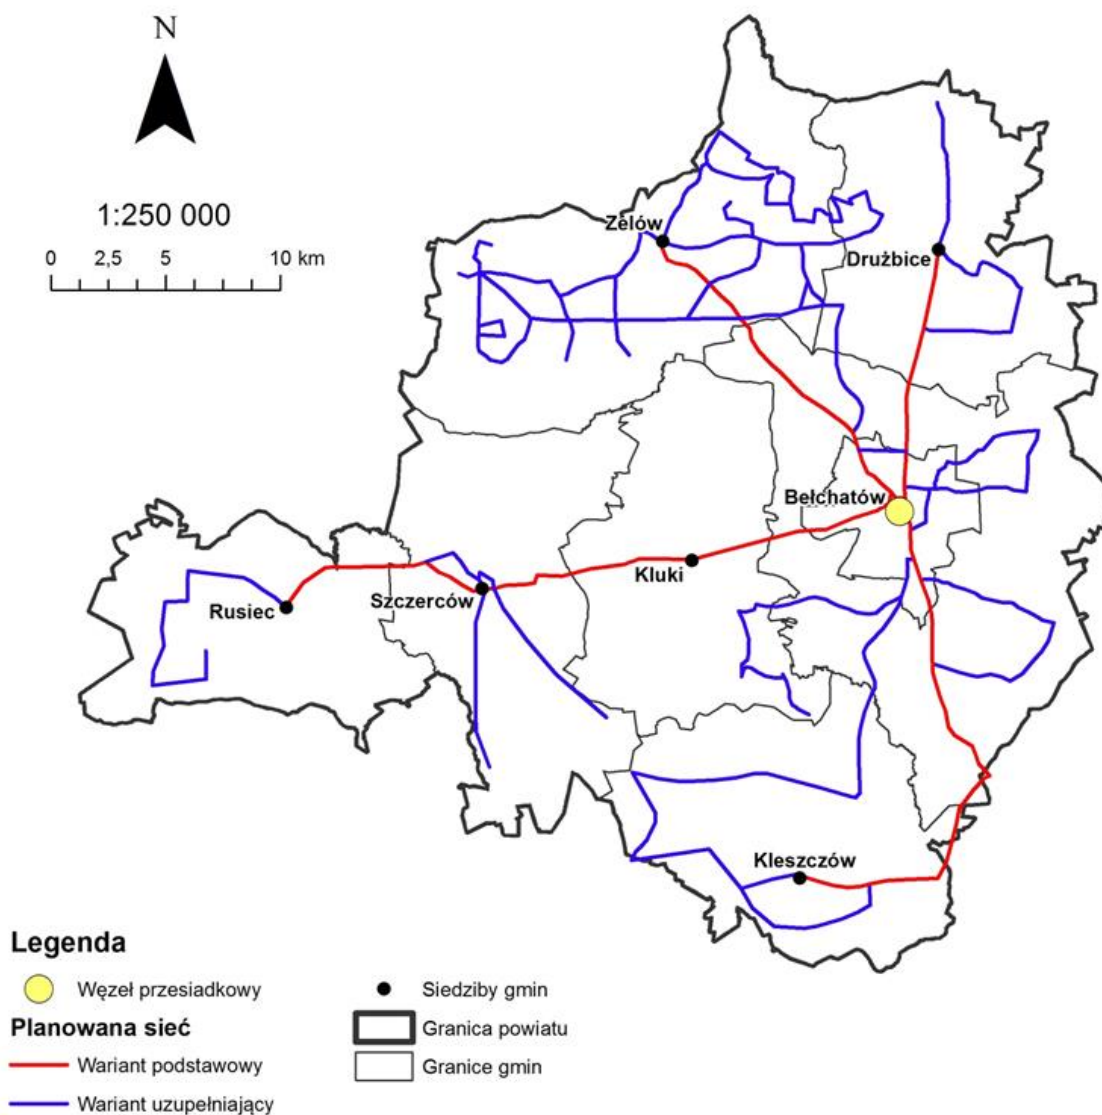 N
1:250 000
0 2,5 5 10 km
Zelów
Drużbice
Bełchatów
Kluki
Szczerców
Rusiec
Kleszczów
Legenda
Węzeł przesiadkowy
Siedziby gmin
Planowana sieć
Granica powiatu
Wariant podstawowy
Granice gmin
Wariant uzupełniający